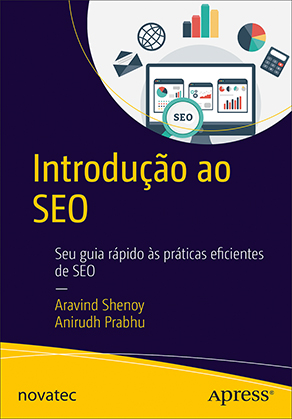 SEO
Introdução ao
SEO
Seu guia rápido às práticas eficientes
de SEO
Aravind Shenoy
Anirudh Prabhu
novatec
Apress®